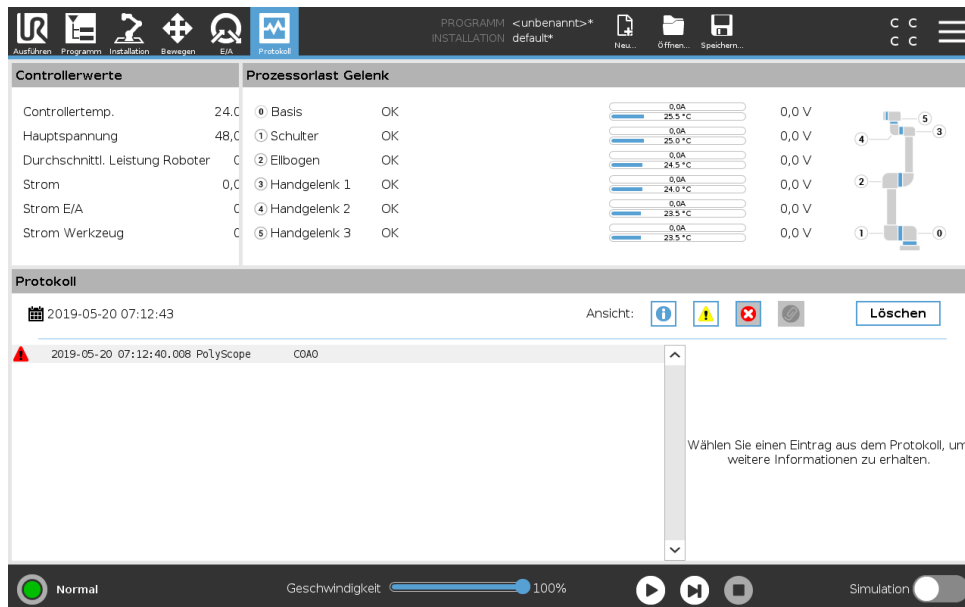 PROGRAMM <unbenannt>*
INSTALLATION default*
Ausführen Programm Installation Bewegen E/A Protokoll
Neu... Öffnen... Speichern...
C C
C C
Controllerwerte
Controllertemp. 24.0
Hauptspannung 48,0
Durchschnittl. Leistung Roboter 0
Strom 0,0
Strom E/A 0
Strom Werkzeug 0
Prozessorlast Gelenk
0 Basis OK 0,0A 25.5 °C 0,0 V
1 Schulter OK 0,0A 25.0 °C 0,0 V
2 Ellbogen OK 0,0A 24.5 °C 0,0 V
3 Handgelenk 1 OK 0,0A 24.0 °C 0,0 V
4 Handgelenk 2 OK 0,0A 23.5 °C 0,0 V
5 Handgelenk 3 OK 0,0A 23.5 °C 0,0 V
5
4 3
2
1 0
Protokoll
2019-05-20 07:12:43
Ansicht:
Löschen
2019-05-20 07:12:40.008 PolyScope C0A0
Wählen Sie einen Eintrag aus dem Protokoll, um
weitere Informationen zu erhalten.
Normal
Geschwindigkeit 100%
Simulation